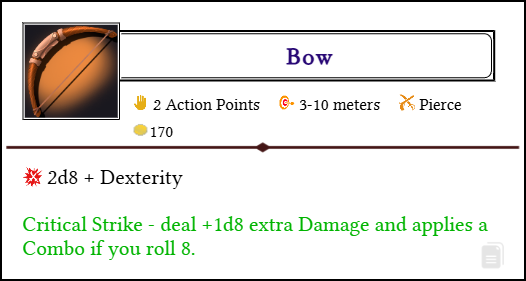 Bow
2 Action Points 3-10 meters Pierce
170
2d8 + Dexterity
Critical Strike - deal +1d8 extra Damage and applies a
Combo if you roll 8.